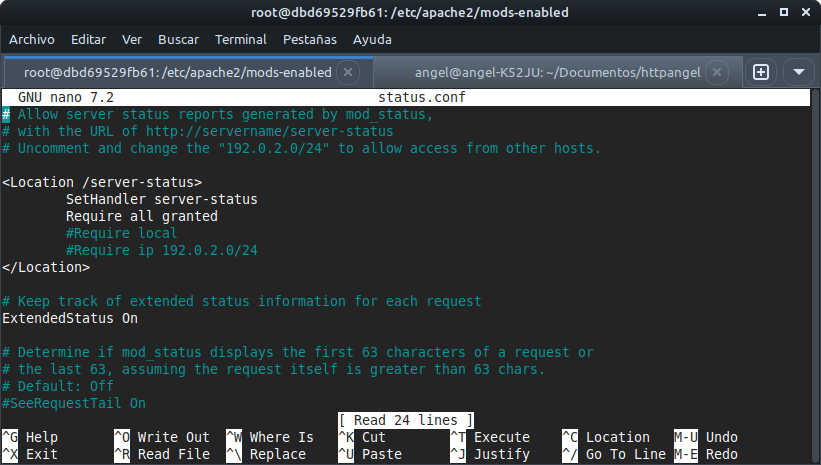 root@dbd69529fb61: /etc/apache2/mods-enabled
Archivo Editar Ver Buscar Terminal Pestañas Ayuda
root@dbd69529fb61: /etc/apache2/mods-enabled × angel@angel-K52JU: ~/Documentos/httpangel ×
GNU nano 7.2 status.conf
# Allow server status reports generated by mod_status,
# with the URL of http://servername/server-status
# Uncomment and change the "192.0.2.0/24" to allow access from other hosts.
<Location /server-status>
SetHandler server-status
Require all granted
#Require local
#Require ip 192.0.2.0/24
</Location>
# Keep track of extended status information for each request
ExtendedStatus On
# Determine if mod_status displays the first 63 characters of a request or
# the last 63, assuming the request itself is greater than 63 chars.
# Default: Off
#SeeRequestTail On
[ Read 24 lines ]
^G Help ^O Write Out ^W Where Is ^K Cut ^T Execute ^C Location M-U Undo
^X Exit ^R Read File ^\ Replace ^U Paste ^J Justify ^/ Go To Line M-E Redo